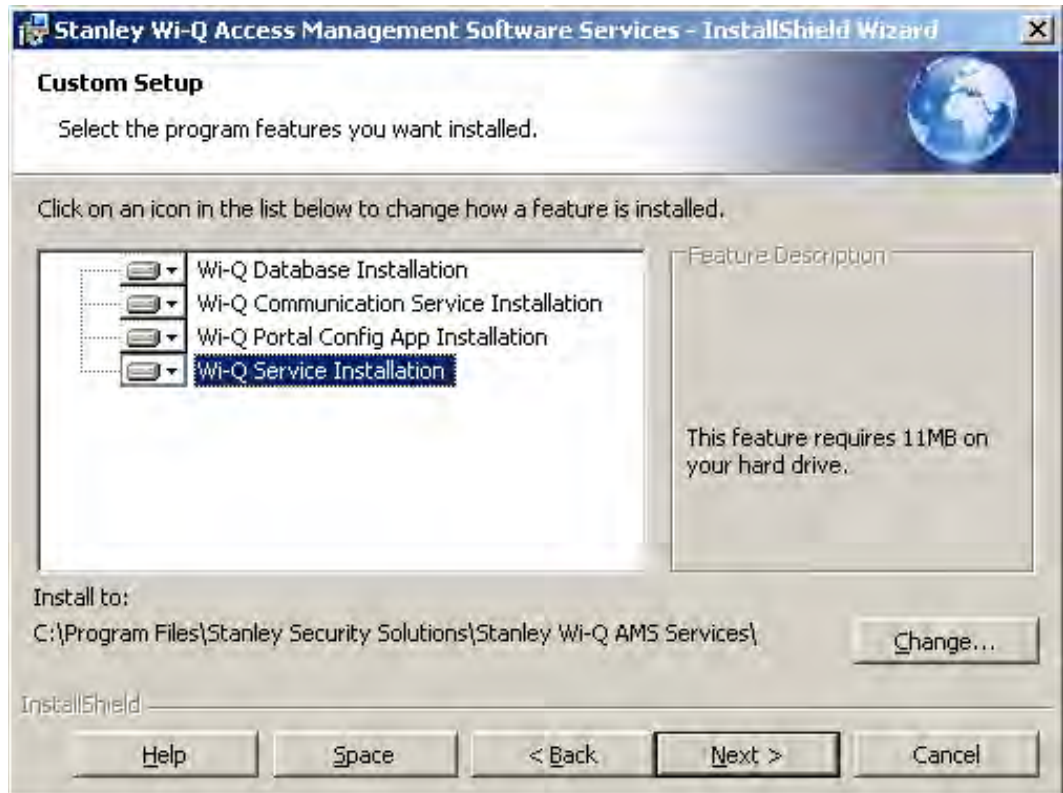 Stanley Wi-Q Access Management Software Services - InstallShield Wizard
Custom Setup
Select the program features you want installed.
Click on an icon in the list below to change how a feature is installed.
Wi-Q Database Installation
Wi-Q Communication Service Installation
Wi-Q Portal Config App Installation
Wi-Q Service Installation
Feature Description
This feature requires 11MB on
your hard drive.
Install to:
C:\Program Files\Stanley Security Solutions\Stanley Wi-Q AMS Services\
Change...
InstallShield
Help Space < Back Next > Cancel